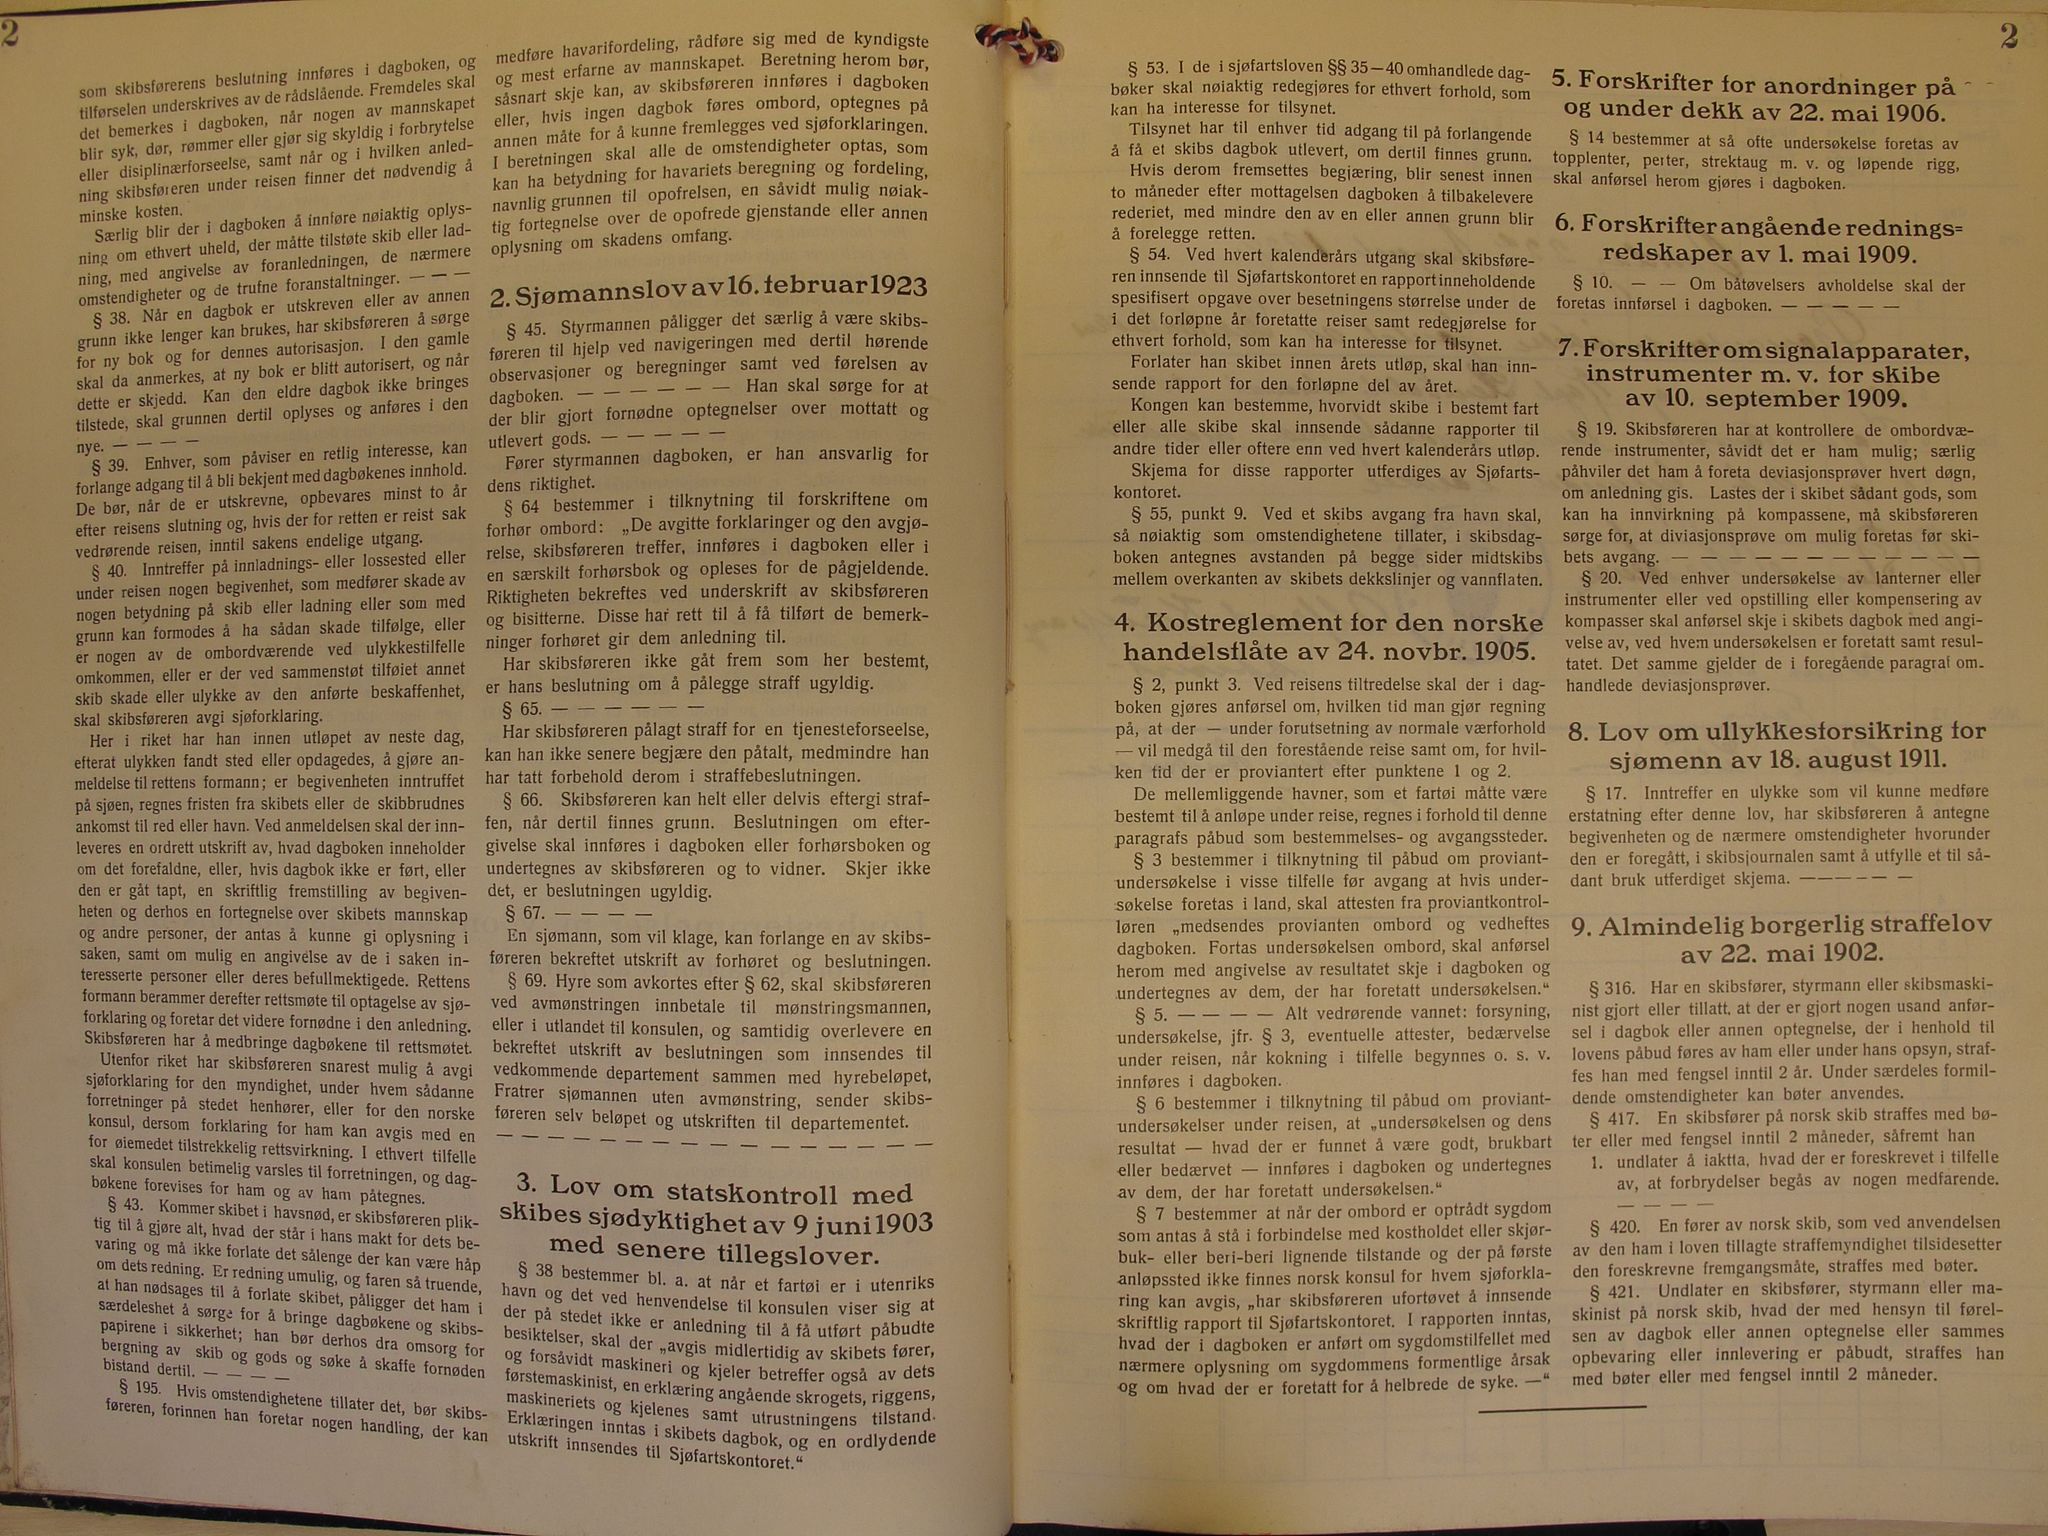 2
som skibsførerens beslutning innføres i dagboken, og
tilførselen underskrives av de rådslående. Fremdeles skal
det bemerkes i dagboken, når nogen av mannskapet
blir syk, dør, rømmer eller gjør sig skyldig i forbrytelse
eller disiplinærforseelse, samt når og i hvilken anled-
ning skibsføreren under reisen finner det nødvendig å
minske kosten.
Særlig blir der i dagboken å innføre nøiaktig oplys-
ning om ethvert uheld, der måtte tilstøte skib eller lad-
ning, med angivelse av foranledningen, de nærmere
omstendigheter og de trufne foranstaltninger. — — —
§ 38. Når en dagbok er utskreven eller av annen
grunn ikke lenger kan brukes, har skibsføreren å sørge
for ny bok og for dennes autorisasjon. I den gamle
skal da anmerkes, at ny bok er blitt autorisert, og når
dette er skjedd. Kan den eldre dagbok ikke bringes
tilstede, skal grunnen dertil oplyses og anføres i den
nye. — — — —
§ 39. Enhver, som påviser en retlig interesse, kan
forlange adgang til å bli bekjent med dagbøkenes innhold.
De bør, når de er utskrevne, opbevares minst to år
efter reisens slutning og, hvis der for retten er reist sak
vedrørende reisen, inntil sakens endelige utgang.
§ 40. Inntreffer på innladnings- eller lossested eller
under reisen nogen begivenhet, som medfører skade av
nogen betydning på skib eller ladning eller som med
grunn kan formodes å ha sådan skade tilfølge, eller
er nogen av de ombordværende ved ulykkestilfelle
omkommen, eller er der ved sammenstøt tilføiet annet
skib skade eller ulykke av den anførte beskaffenhet,
skal skibsføreren avgi sjøforklaring.
Her i riket har han innen utløpet av neste dag,
efterat ulykken fandt sted eller opdagedes, å gjøre an-
meldelse til rettens formann; er begivenheten inntruffet
på sjøen, regnes fristen fra skibets eller de skibbrudnes
ankomst til red eller havn. Ved anmeldelsen skal der inn-
leveres en ordrett utskrift av, hvad dagboken inneholder
om det forefaldne, eller, hvis dagbok ikke er ført, eller
den er gåt tapt, en skriftlig fremstilling av begiven-
heten og derhos en fortegnelse over skibets mannskap
og andre personer, der antas å kunne gi oplysning i
saken, samt om mulig en angivelse av de i saken in-
teresserte personer eller deres befullmektigede. Rettens
formann berammer derefter rettsmøte til optagelse av sjø-
forklaring og foretar det videre fornødne i den anledning.
Skibsføreren har å medbringe dagbøkene til rettsmøtet.
Utenfor riket har skibsføreren snarest mulig å avgi
sjøforklaring for den myndighet, under hvem sådanne
forretninger på stedet henhører, eller for den norske
konsul, dersom forklaring for ham kan avgis med en
for øiemedet tilstrekkelig rettsvirkning. I ethvert tilfelle
skal konsulen betimelig varsles til forretningen, og dag-
bøkene forevises for ham og av ham påtegnes.
§ 43. Kommer skibet i havsnød, er skibsføreren plik-
tig til å gjøre alt, hvad der står i hans makt for dets be-
varing og må ikke forlate det sålenge der kan være håp
om dets redning. Er redning umulig, og faren så truende,
at han nødsages til å forlate skibet, påligger det ham i
særdeleshet å sørge for å bringe dagbøkene og skibs-
papirene i sikkerhet; han bør derhos dra omsorg for
bergning av skib og gods og søke å skaffe fornøden
bistand dertil. — — — —
§ 195. Hvis omstendighetene tillater det, bør skibs-
føreren, forinnen han foretar nogen handling, der kan
medføre havarifordeling, rådføre sig med de kyndigste
og mest erfarne av mannskapet. Beretning herom bør,
såsnart skje kan, av skibsføreren innføres i dagboken
eller, hvis ingen dagbok føres ombord, optegnes på
annen måte for å kunne fremlegges ved sjøforklaringen.
I beretningen skal alle de omstendigheter optas, som
kan ha betydning for havariets beregning og fordeling,
navnlig grunnen til opofrelsen, en såvidt mulig nøiak-
tig fortegnelse over de opofrede gjenstande eller annen
oplysning om skadens omfang.
2. Sjømannslov av 16. februar 1923
§ 45. Styrmannen påligger det særlig å være skibs-
føreren til hjelp ved navigeringen med dertil hørende
observasjoner og beregninger samt ved førelsen av
dagboken. — — — — — — Han skal sørge for at
der blir gjort fornødne optegnelser over mottatt og
utlevert gods. — — — — —
Fører styrmannen dagboken, er han ansvarlig for
dens riktighet.
§ 64 bestemmer i tilknytning til forskriftene om
forhør ombord: „De avgitte forklaringer og den avgjø-
relse, skibsføreren treffer, innføres i dagboken eller i
en særskilt forhørsbok og opleses for de pågjeldende.
Riktigheten bekreftes ved underskrift av skibsføreren
og bisitterne. Disse har rett til å få tilført de bemerk-
ninger forhøret gir dem anledning til.
Har skibsføreren ikke gåt frem som her bestemt,
er hans beslutning om å pålegge straff ugyldig.
§ 65. — — — — — —
Har skibsføreren pålagt straff for en tjenesteforseelse,
kan han ikke senere begjære den påtalt, medmindre han
har tatt forbehold derom i straffebeslutningen.
§ 66. Skibsføreren kan helt eller delvis eftergi straf-
fen, når dertil finnes grunn. Beslutningen om efter-
givelse skal innføres i dagboken eller forhørsboken og
undertegnes av skibsføreren og to vidner. Skjer ikke
det, er beslutningen ugyldig.
§ 67. — — — —
En sjømann, som vil klage, kan forlange en av skibs-
føreren bekreftet utskrift av forhøret og beslutningen.
§ 69. Hyre som avkortes efter § 62, skal skibsføreren
ved avmønstringen innbetale til mønstringsmannen,
eller i utlandet til konsulen, og samtidig overlevere en
bekreftet utskrift av beslutningen som innsendes til
vedkommende departement sammen med hyrebeløpet,
Fratrer sjømannen uten avmønstring, sender skibs-
føreren selv beløpet og utskriften til departementet.
— — — — — — — — — — — — — — — —
3. Lov om statskontroll med
skibes sjødyktighet av 9 juni 1903
med senere tillegslover.
§ 38 bestemmer bl. a. at når et fartøi er i utenriks
havn og det ved henvendelse til konsulen viser sig at
der på stedet ikke er anledning til å få utført påbudte
besiktelser, skal der „avgis midlertidig av skibets fører,
og forsåvidt maskineri og kjeler betreffer også av dets
førstemaskinist, en erklæring angående skrogets, riggens,
maskineriets og kjelenes samt utrustningens tilstand.
Erklæringen inntas i skibets dagbok, og en ordlydende
utskrift innsendes til Sjøfartskontoret.“
2
§ 53. I de i sjøfartsloven §§ 35—40 omhandlede dag-
bøker skal nøiaktig redegjøres for ethvert forhold, som
kan ha interesse for tilsynet.
Tilsynet har til enhver tid adgang til på forlangende
å få et skibs dagbok utlevert, om dertil finnes grunn.
Hvis derom fremsettes begjæring, blir senest innen
to måneder efter mottagelsen dagboken å tilbakelevere
rederiet, med mindre den av en eller annen grunn blir
å forelegge retten.
§ 54. Ved hvert kalenderårs utgang skal skibsføre-
ren innsende til Sjøfartskontoret en rapport inneholdende
spesifisert opgave over besetningens størrelse under de
i det forløpne år foretatte reiser samt redegjørelse for
ethvert forhold, som kan ha interesse for tilsynet.
Forlater han skibet innen årets utløp, skal han inn-
sende rapport for den forløpne del av året.
Kongen kan bestemme, hvorvidt skibe i bestemt fart
eller alle skibe skal innsende sådanne rapporter til
andre tider eller oftere enn ved hvert kalenderårs utløp.
Skjema for disse rapporter utferdiges av Sjøfarts-
kontoret.
§ 55, punkt 9. Ved et skibs avgang fra havn skal,
så nøiaktig som omstendighetene tillater, i skibsdag-
boken antegnes avstanden på begge sider midtskibs
mellem overkanten av skibets dekkslinjer og vannflaten.
4. Kostreglement for den norske
handelsflåte av 24. novbr. 1905.
§ 2, punkt 3. Ved reisens tiltredelse skal der i dag-
boken gjøres anførsel om, hvilken tid man gjør regning
på, at der — under forutsetning av normale værforhold
— vil medgå til den forestående reise samt om, for hvil-
ken tid der er proviantert efter punktene 1 og 2.
De mellemliggende havner, som et fartøi måtte være
bestemt til å anløpe under reise, regnes i forhold til denne
paragrafs påbud som bestemmelses- og avgangssteder.
§ 3 bestemmer i tilknytning til påbud om proviant-
undersøkelse i visse tilfelle før avgang at hvis under-
søkelse foretas i land, skal attesten fra proviantkontrol-
løren „medsendes provianten ombord og vedheftes
dagboken. Fortas undersøkelsen ombord, skal anførsel
herom med angivelse av resultatet skje i dagboken og
undertegnes av dem, der har foretatt undersøkelsen.“
§ 5. — — — — Alt vedrørende vannet: forsyning,
undersøkelse, jfr. § 3, eventuelle attester, bedærvelse
under reisen, når kokning i tilfelle begynnes o. s. v.
innføres i dagboken.
§ 6 bestemmer i tilknytning til påbud om proviant-
undersøkelser under reisen, at „undersøkelsen og dens
resultat — hvad der er funnet å være godt, brukbart
eller bedærvet — innføres i dagboken og undertegnes
av dem, der har foretatt undersøkelsen.“
§ 7 bestemmer at når der ombord er optrådt sygdom
som antas å stå i forbindelse med kostholdet eller skjør-
buk- eller beri-beri lignende tilstande og der på første
anløpssted ikke finnes norsk konsul for hvem sjøforkla-
ring kan avgis, „har skibsføreren ufortøvet å innsende
skriftlig rapport til Sjøfartskontoret. I rapporten inntas,
hvad der i dagboken er anført om sygdomstilfellet med
nærmere oplysning om sygdommens formentlige årsak
og om hvad der er foretatt for å helbrede de syke. —“
5. Forskrifter for anordninger på
og under dekk av 22. mai 1906.
§ 14 bestemmer at så ofte undersøkelse foretas av
topplenter, perter, strektaug m. v. og løpende rigg,
skal anførsel herom gjøres i dagboken.
6. Forskrifter angående rednings=
redskaper av 1. mai 1909.
§ 10. — — Om båtøvelsers avholdelse skal der
foretas innførsel i dagboken. — — — — —
7. Forskrifter om signalapparater,
instrumenter m. v. for skibe
av 10. september 1909.
§ 19. Skibsføreren har at kontrollere de ombordvæ-
rende instrumenter, såvidt det er ham mulig; særlig
påhviler det ham å foreta deviasjonsprøver hvert døgn,
om anledning gis. Lastes der i skibet sådant gods, som
kan ha innvirkning på kompassene, må skibsføreren
sørge for, at diviasjonsprøve om mulig foretas før ski-
bets avgang. — — — — — — — — — — —
§ 20. Ved enhver undersøkelse av lanterner eller
instrumenter eller ved opstilling eller kompensering av
kompasser skal anførsel skje i skibets dagbok med angi-
velse av, ved hvem undersøkelsen er foretatt samt resul-
tatet. Det samme gjelder de i foregående paragraf om-
handlede deviasjonsprøver.
8. Lov om ullykkesforsikring for
sjømenn av 18. august 1911.
§ 17. Inntreffer en ulykke som vil kunne medføre
erstatning efter denne lov, har skibsføreren å antegne
begivenheten og de nærmere omstendigheter hvorunder
den er foregått, i skibsjournalen samt å utfylle et til så-
dant bruk utferdiget skjema. — — — — — —
9. Almindelig borgerlig straffelov
av 22. mai 1902.
§ 316. Har en skibsfører, styrmann eller skibsmaski-
nist gjort eller tillatt, at der er gjort nogen usand anfør-
sel i dagbok eller annen optegnelse, der i henhold til
lovens påbud føres av ham eller under hans opsyn, straf-
fes han med fengsel inntil 2 år. Under særdeles formil-
dende omstendigheter kan bøter anvendes.
§ 417. En skibsfører på norsk skib straffes med bø-
ter eller med fengsel inntil 2 måneder, såfremt han
1. undlater å iaktta, hvad der er foreskrevet i tilfelle
av, at forbrydelser begås av nogen medfarende.
— — — —
§ 420. En fører av norsk skib, som ved anvendelsen
av den ham i loven tillagte straffemyndighet tilsidesetter
den foreskrevne fremgangsmåte, straffes med bøter.
§ 421. Undlater en skibsfører, styrmann eller ma-
skinist på norsk skib, hvad der med hensyn til førel-
sen av dagbok eller annen optegnelse eller sammes
opbevaring eller innlevering er påbudt, straffes han
med bøter eller med fengsel inntil 2 måneder.